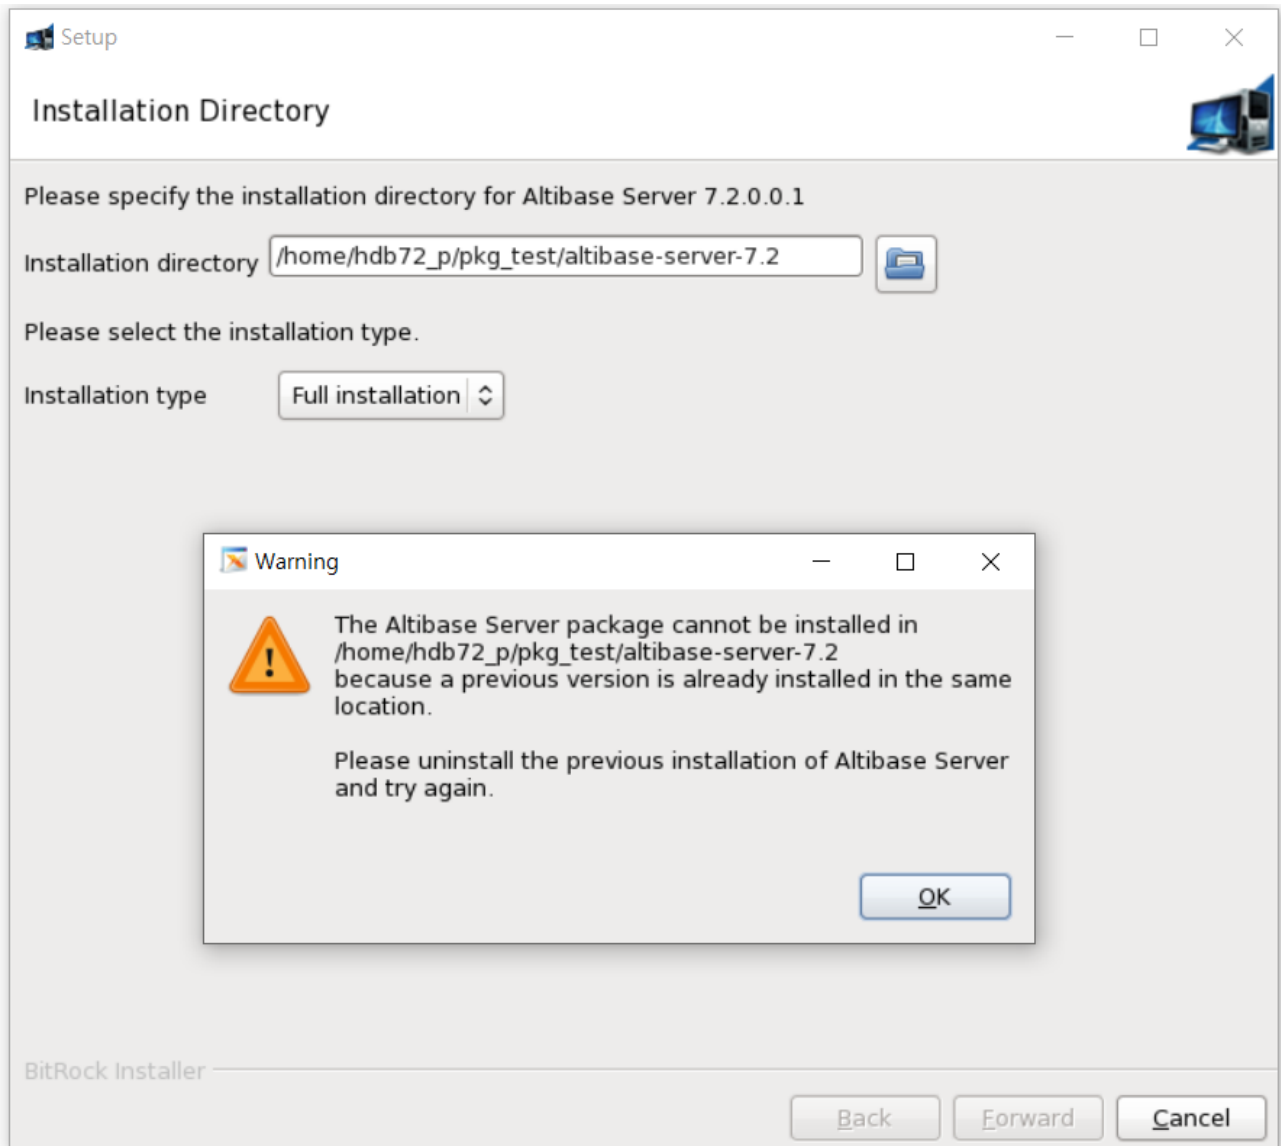 Setup
Installation Directory
Please specify the installation directory for Altibase Server 7.2.0.0.1
Installation directory /home/hdb72_p/pkg_test/altibase-server-7.2
Please select the installation type.
Installation type Full installation
Warning
The Altibase Server package cannot be installed in
/home/hdb72_p/pkg_test/altibase-server-7.2
because a previous version is already installed in the same
location.
Please uninstall the previous installation of Altibase Server
and try again.
OK
BitRock Installer
Back Forward Cancel